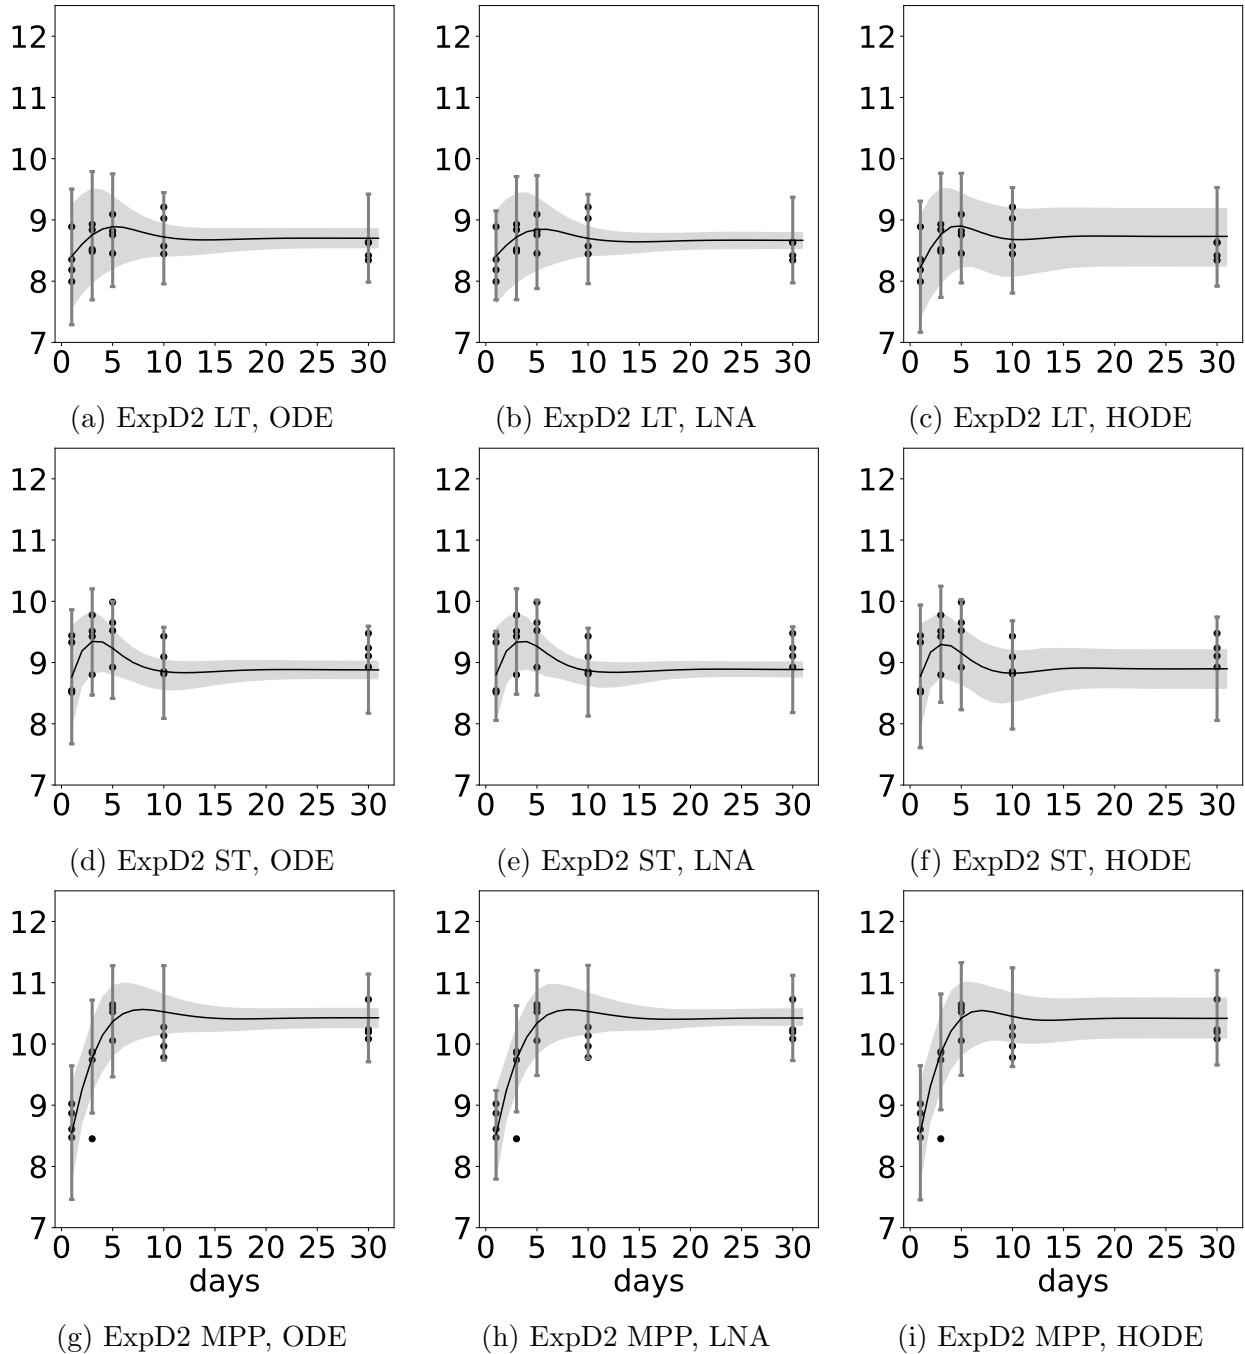 12
11
10
9
8
7
0 5 10 15 20 25 30
(a) ExpD2 LT, ODE
12
11
10
9
8
7
0 5 10 15 20 25 30
(b) ExpD2 LT, LNA
12
11
10
9
8
7
0 5 10 15 20 25 30
(c) ExpD2 LT, HODE
12
11
10
9
8
7
0 5 10 15 20 25 30
(d) ExpD2 ST, ODE
12
11
10
9
8
7
0 5 10 15 20 25 30
(e) ExpD2 ST, LNA
12
11
10
9
8
7
0 5 10 15 20 25 30
(f) ExpD2 ST, HODE
12
11
10
9
8
7
0 5 10 15 20 25 30
days
(g) ExpD2 MPP, ODE
12
11
10
9
8
7
0 5 10 15 20 25 30
days
(h) ExpD2 MPP, LNA
12
11
10
9
8
7
0 5 10 15 20 25 30
days
(i) ExpD2 MPP, HODE